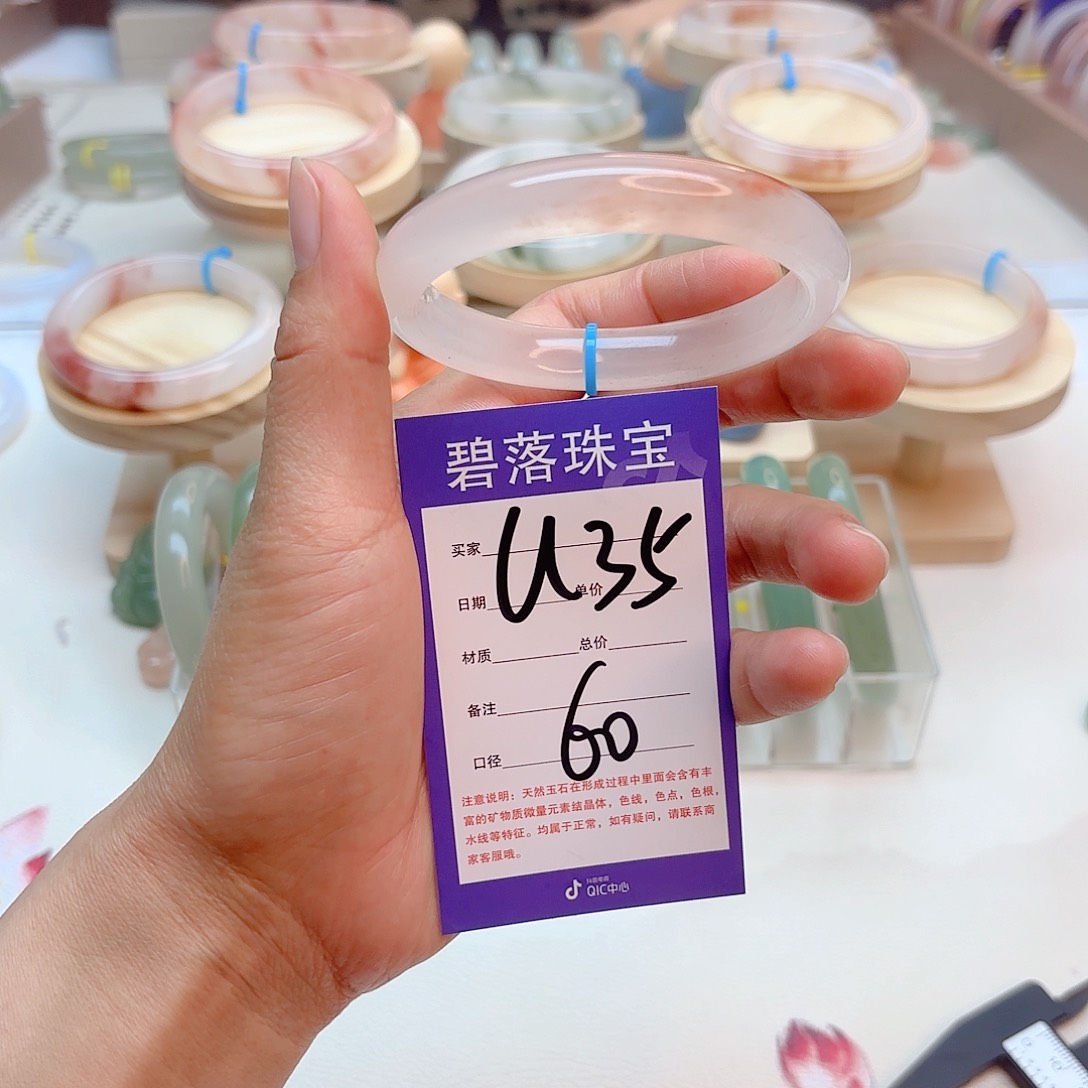 碧落珠宝
买家 U35
日期 单价
材质 总价
备注
口径 60
注意说明：天然玉石在形成过程中里面会含有丰
富的矿物质微量元素结晶体，色线，色点，色根，
水线等特征。均属于正常，如有疑问，请联系商
家客服哦。
抖音电商
QIC中心